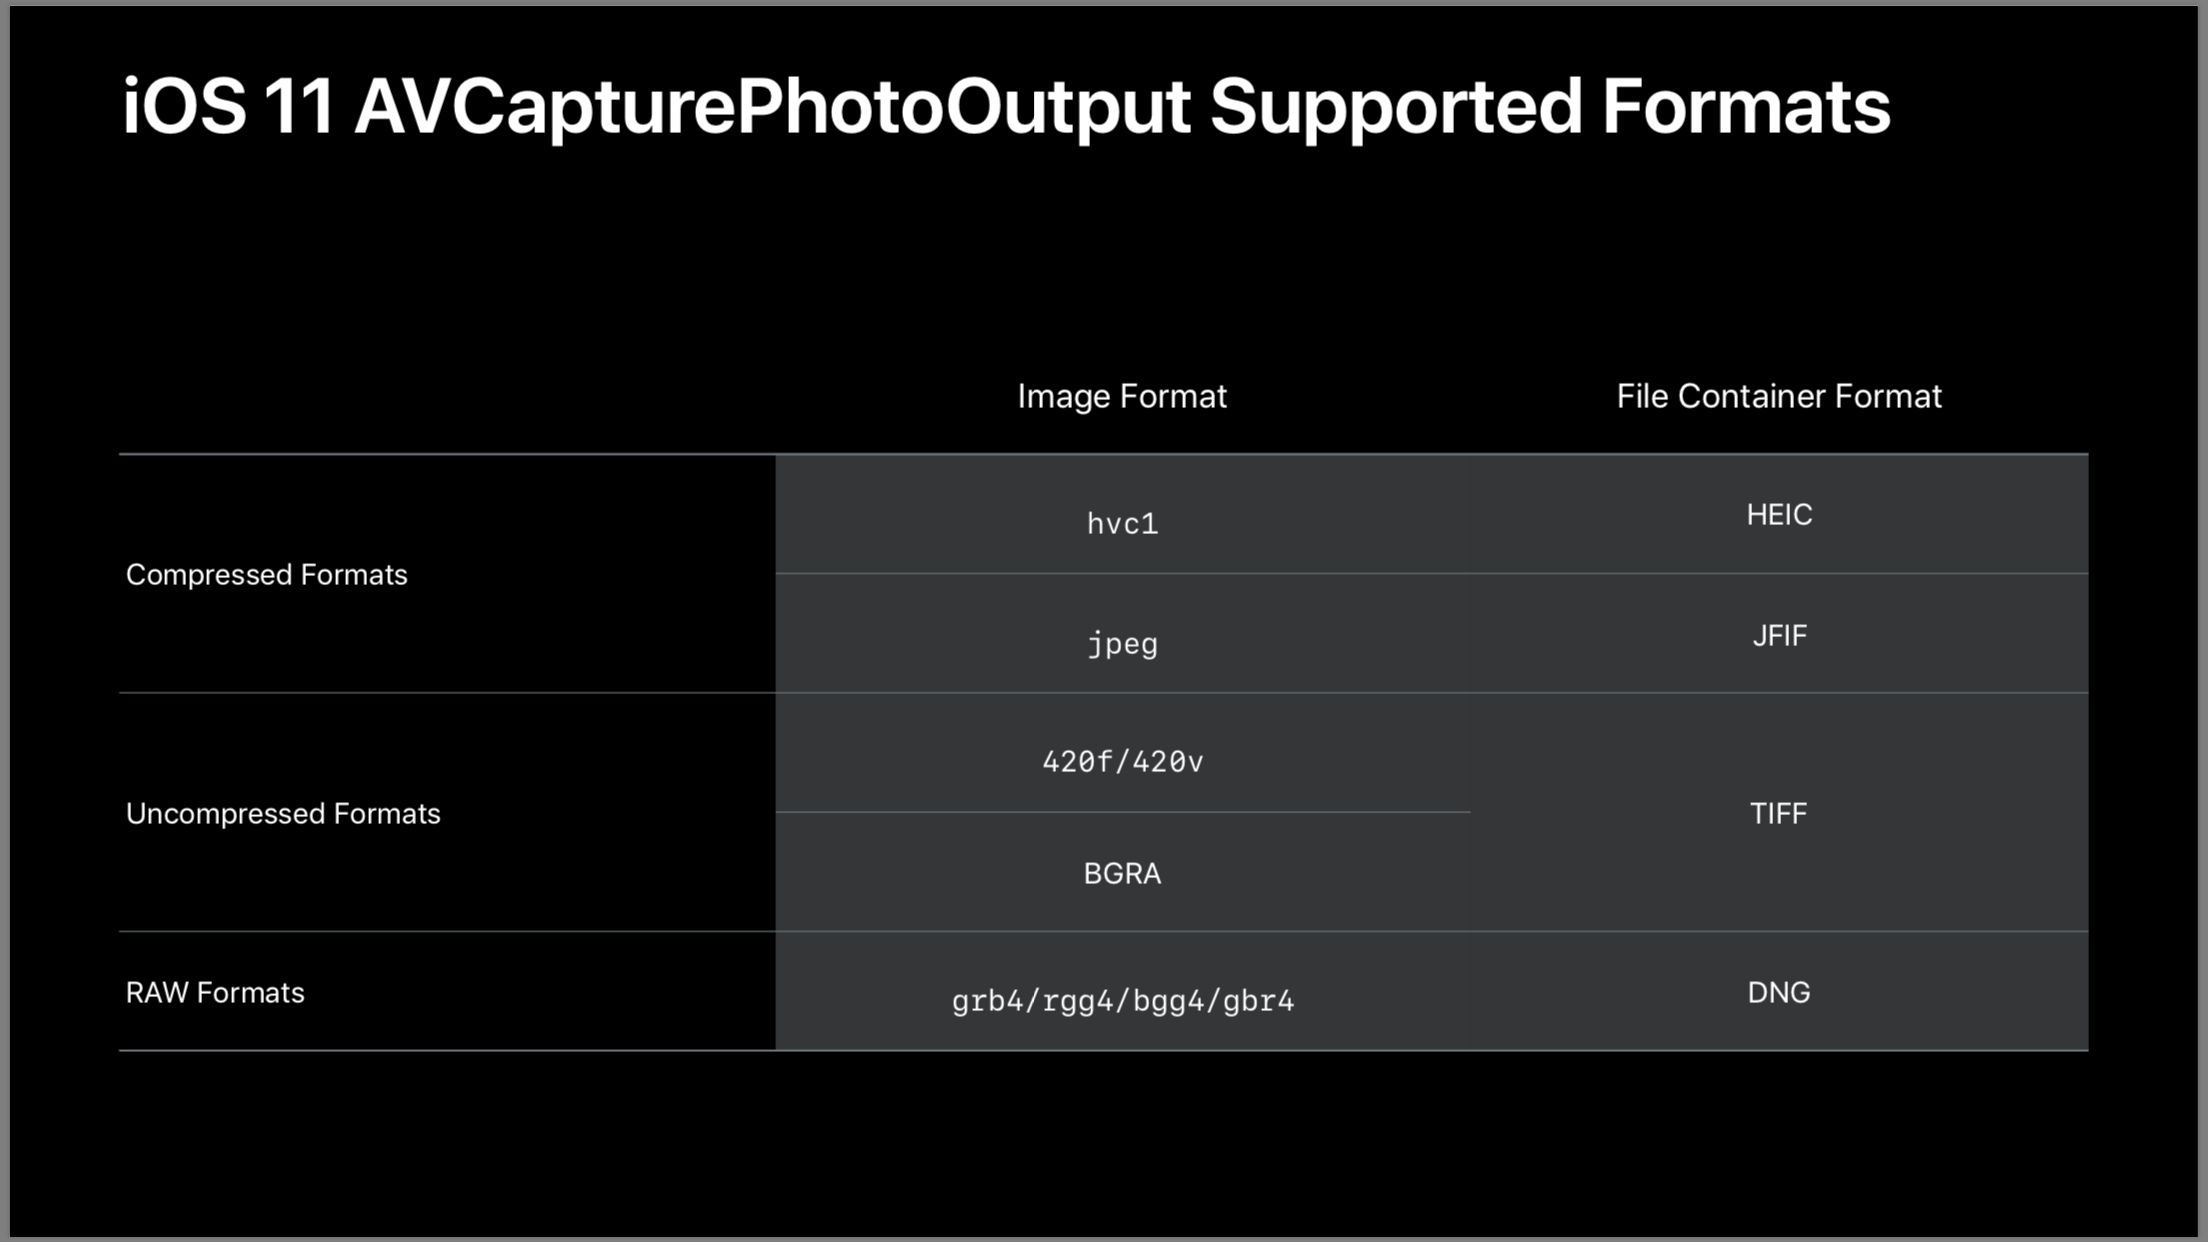 iOS 11 AVCapturePhotoOutput Supported Formats
Image Format File Container Format
Compressed Formats
hvc1 HEIC
jpeg JFIF
Uncompressed Formats
420f/420v
BGRA
TIFF
RAW Formats
grb4/rgg4/bgg4/gbr4 DNG